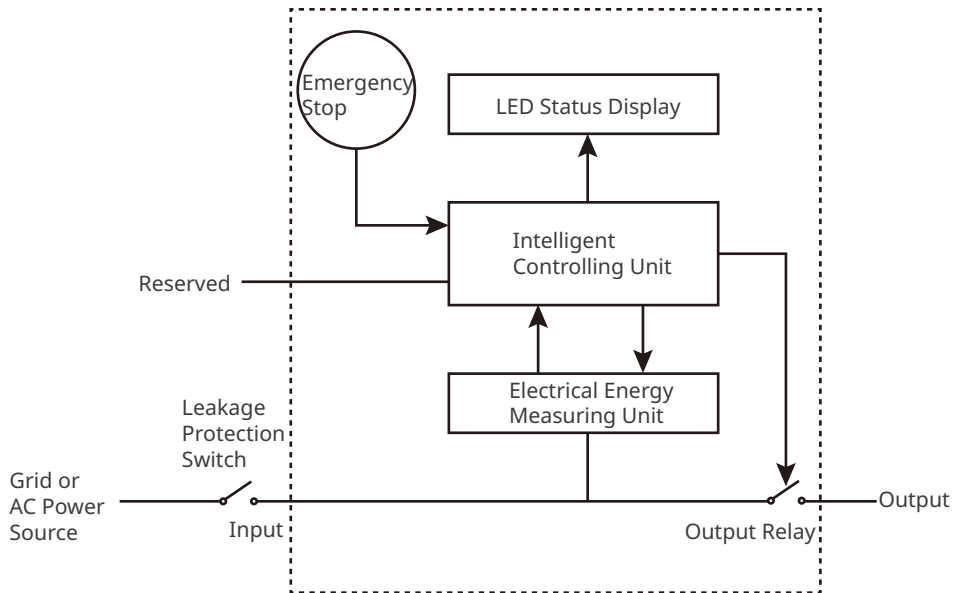 Emergency
Stop
LED Status Display
Intelligent
Controlling Unit
Reserved
Electrical Energy
Measuring Unit
Leakage
Protection
Switch
Grid or
AC Power
Source
Input
Output Relay
Output